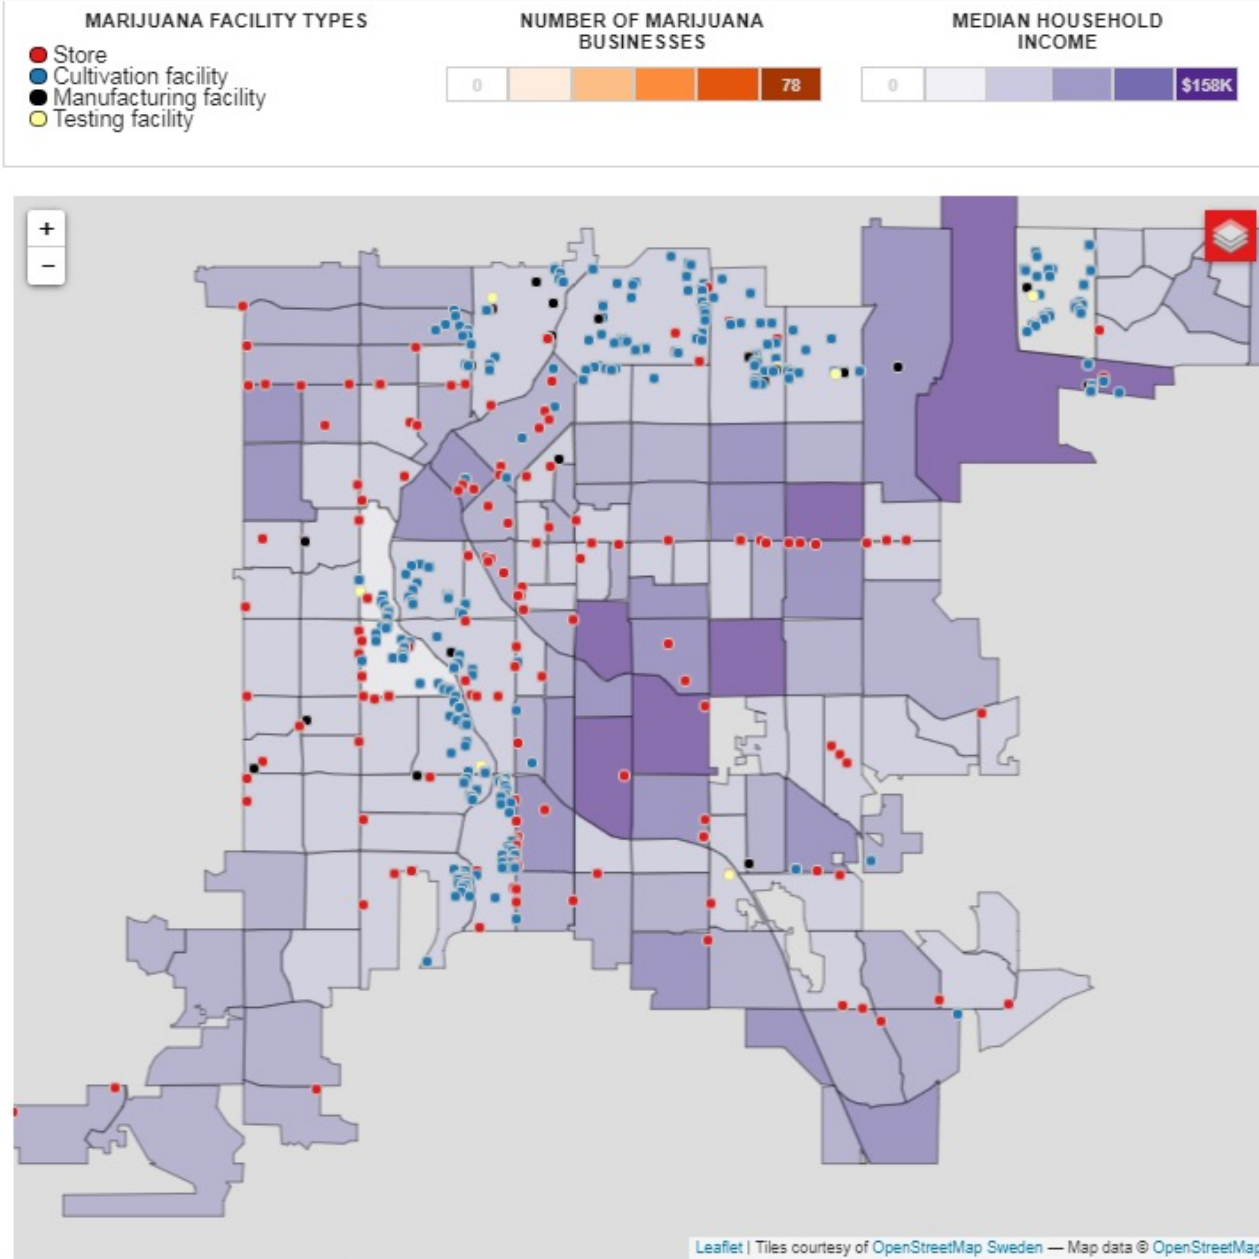 MARIJUANA FACILITY TYPES
Store
Cultivation facility
Manufacturing facility
Testing facility
NUMBER OF MARIJUANA
BUSINESSES
0
78
MEDIAN HOUSEHOLD
INCOME
0
$158K
+
−
Leaflet | Tiles courtesy of OpenStreetMap Sweden — Map data © OpenStreetMap